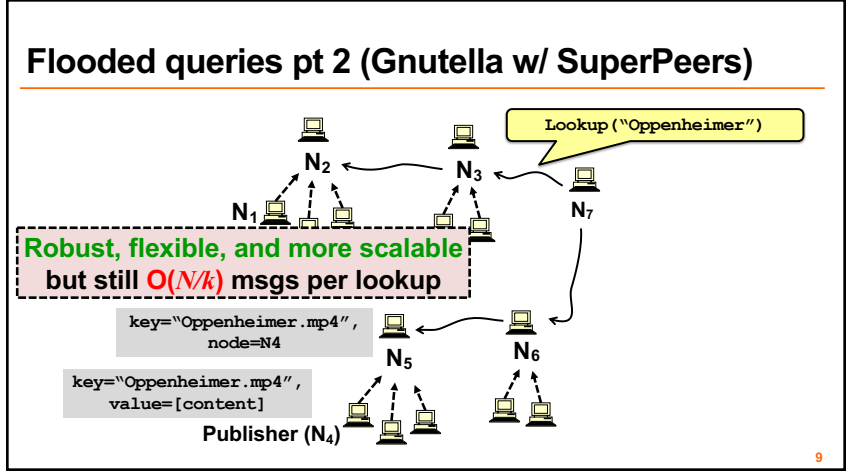 Flooded queries pt 2 (Gnutella w/ SuperPeers)
Lookup(“Oppenheimer”)
N2
N3
N7
N1
Robust, flexible, and more scalable
but still O(N/k) msgs per lookup
key=“Oppenheimer.mp4”,
node=N4
N5
N6
key=“Oppenheimer.mp4”,
value=[content]
Publisher (N4)
9